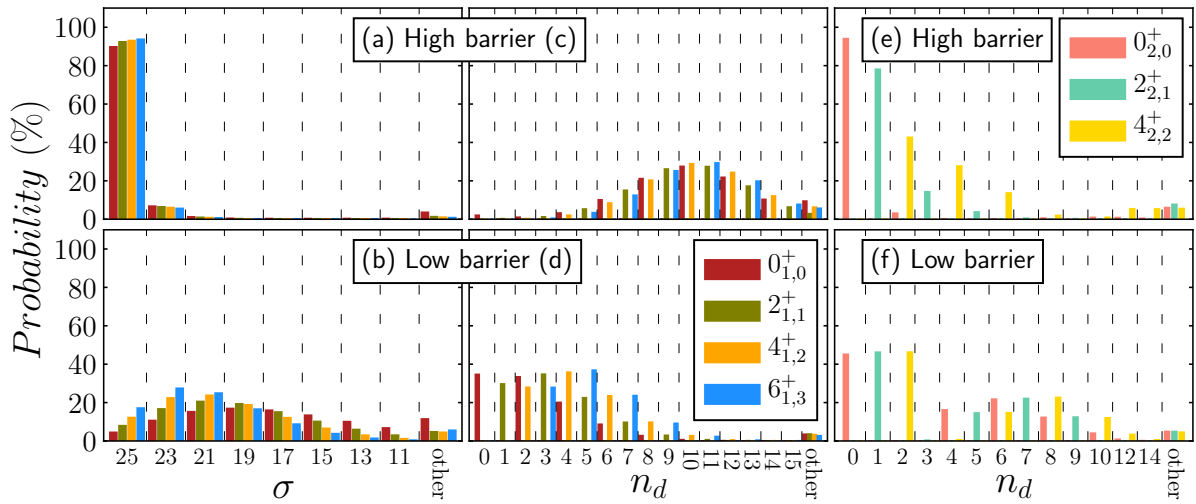 Probability (%)
100
80
60
40
20
0
(a) High barrier (c)
(e) High barrier
0⁺₂,₀
2⁺₂,₁
4⁺₂,₂
100
80
60
40
20
0
(b) Low barrier (d)
0⁺₁,₀
2⁺₁,₁
4⁺₁,₂
6⁺₁,₃
(f) Low barrier
25 23 21 19 17 15 13 11 other
0 1 2 3 4 5 6 7 8 9 10 11 12 13 14 15 other
0 1 2 3 4 5 6 7 8 9 10 12 14 other
σ
n_d
n_d